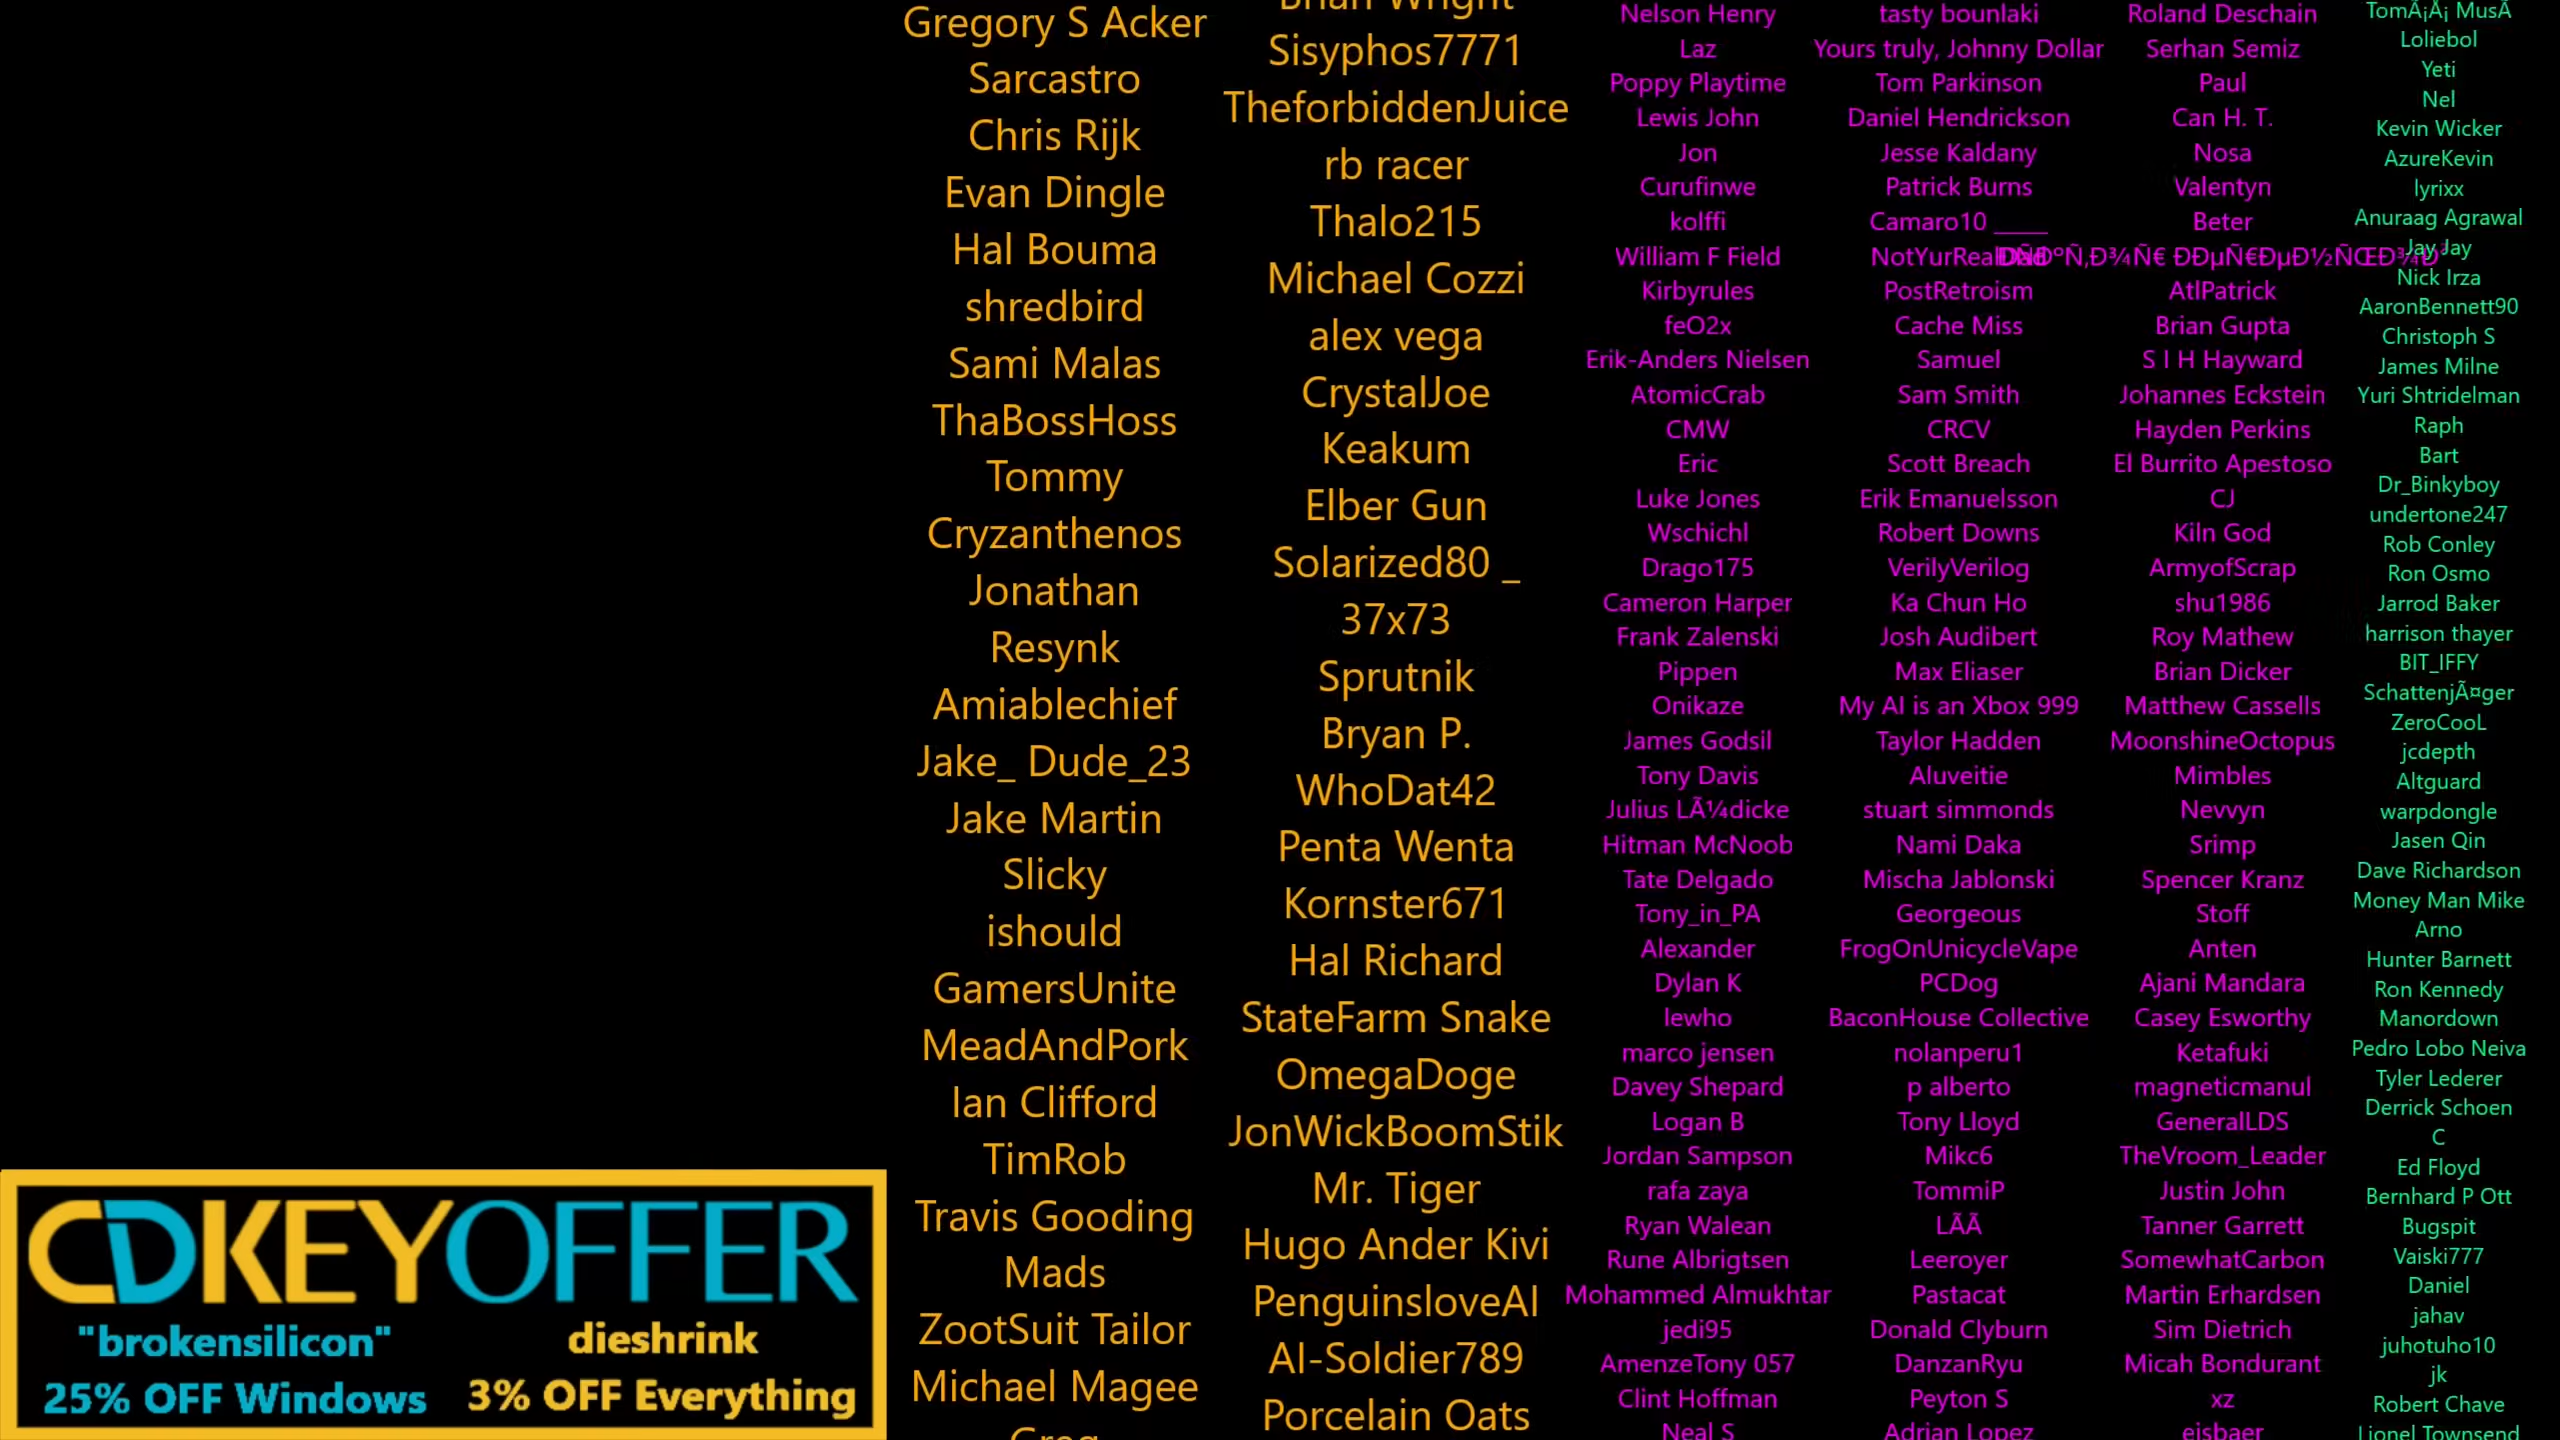 Gregory S Acker
Sarcastro
Chris Rijk
Evan Dingle
Hal Bouma
shredbird
Sami Malas
ThaBossHoss
Tommy
Cryzanthenos
Jonathan
Resynk
Amiablechief
Jake_ Dude_23
Jake Martin
Slicky
ishould
GamersUnite
MeadAndPork
Ian Clifford
TimRob
Travis Gooding
Mads
ZootSuit Tailor
Michael Magee
Greg
Brian Wright
Sisyphos7771
TheforbiddenJuice
rb racer
Thalo215
Michael Cozzi
alex vega
CrystalJoe
Keakum
Elber Gun
Solarized80 _
37x73
Sprutnik
Bryan P.
WhoDat42
Penta Wenta
Kornster671
Hal Richard
StateFarm Snake
OmegaDoge
JonWickBoomStik
Mr. Tiger
Hugo Ander Kivi
PenguinsloveAI
AI-Soldier789
Porcelain Oats
Nelson Henry
Laz
Poppy Playtime
Lewis John
Jon
Curufinwe
kolffi
William F Field
Kirbyrules
feO2x
Erik-Anders Nielsen
AtomicCrab
CMW
Eric
Luke Jones
Wschichl
Drago175
Cameron Harper
Frank Zalenski
Pippen
Onikaze
James Godsil
Tony Davis
Julius LÃ¼dicke
Hitman McNoob
Tate Delgado
Tony_in_PA
Alexander
Dylan K
lewho
marco jensen
Davey Shepard
Logan B
Jordan Sampson
rafa zaya
Ryan Walean
Rune Albrigtsen
Mohammed Almukhtar
jedi95
AmenzeTony 057
Clint Hoffman
Neal S
tasty bounlaki
Yours truly, Johnny Dollar
Tom Parkinson
Daniel Hendrickson
Jesse Kaldany
Patrick Burns
Camaro10 _____
NotYurRealDad
PostRetroism
Cache Miss
Samuel
Sam Smith
CRCV
Scott Breach
Erik Emanuelsson
Robert Downs
VerilyVerilog
Ka Chun Ho
Josh Audibert
Max Eliaser
My AI is an Xbox 999
Taylor Hadden
Aluveitie
stuart simmonds
Nami Daka
Mischa Jablonski
Georgeous
FrogOnUnicycleVape
PCDog
BaconHouse Collective
nolanperu1
p alberto
Tony Lloyd
Mikc6
TommiP
LÃÃ
Leeroyer
Pastacat
Donald Clyburn
DanzanRyu
Peyton S
Adrian Lopez
Roland Deschain
Serhan Semiz
Paul
Can H. T.
Nosa
Valentyn
Beter
AtlPatrick
Brian Gupta
S I H Hayward
Johannes Eckstein
Hayden Perkins
El Burrito Apestoso
CJ
Kiln God
ArmyofScrap
shu1986
Roy Mathew
Brian Dicker
Matthew Cassells
MoonshineOctopus
Mimbles
Nevvyn
Srimp
Spencer Kranz
Stoff
Anten
Ajani Mandara
Casey Esworthy
Ketafuki
magneticmanul
GeneralLDS
TheVroom_Leader
Justin John
Tanner Garrett
SomewhatCarbon
Martin Erhardsen
Sim Dietrich
Micah Bondurant
xz
eisbaer
TomÃ¡Å¡ MusÃ
Loliebol
Yeti
Nel
Kevin Wicker
AzureKevin
lyrixx
Anuraag Agrawal
Jay Jay
Nick Irza
AaronBennett90
Christoph S
James Milne
Yuri Shtridelman
Raph
Bart
Dr_Binkyboy
undertone247
Rob Conley
Ron Osmo
Jarrod Baker
harrison thayer
BIT_IFFY
SchattenjÃ¤ger
ZeroCooL
jcdepth
Altguard
warpdongle
Jasen Qin
Dave Richardson
Money Man Mike
Arno
Hunter Barnett
Ron Kennedy
Manordown
Pedro Lobo Neiva
Tyler Lederer
Derrick Schoen
C
Ed Floyd
Bernhard P Ott
Bugspit
Vaiski777
Daniel
jahav
juhotuho10
jk
Robert Chave
Lionel Townsend
CDKEYOFFER
"brokensilicon"
25% OFF Windows
dieshrink
3% OFF Everything